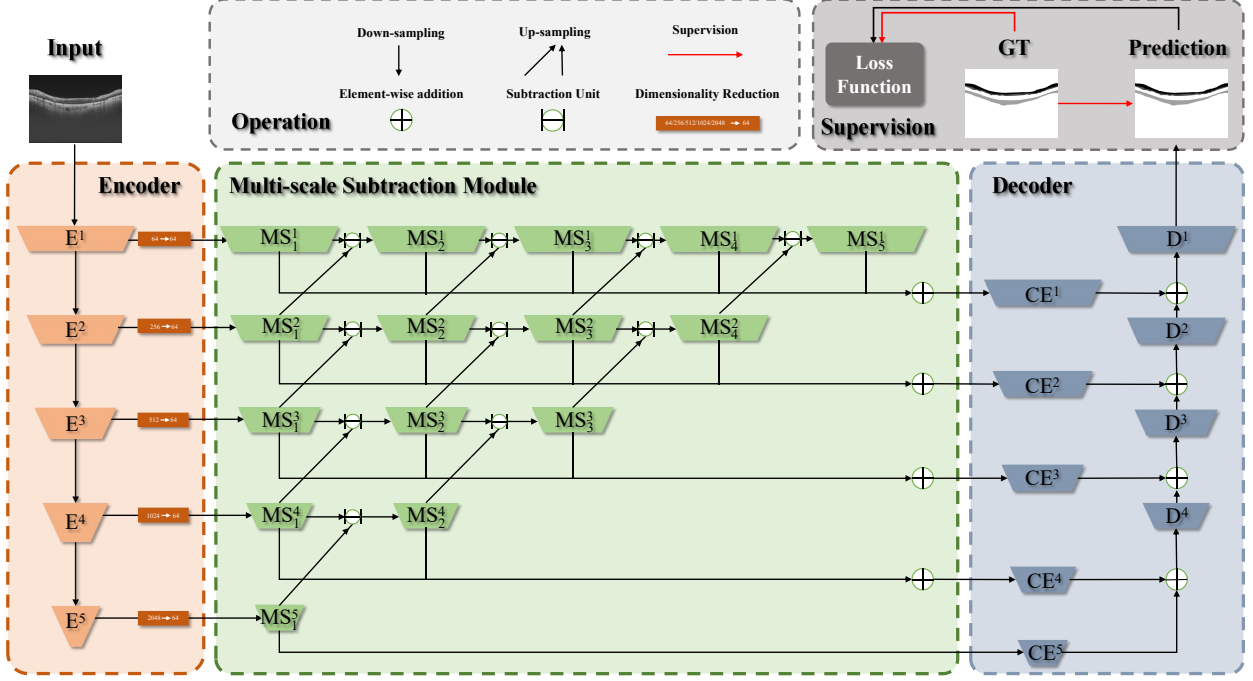 Input
Down-sampling
Up-sampling
Supervision
Element-wise addition
Subtraction Unit
Dimensionality Reduction
Operation
64/256/512/1024/2048 → 64
Loss
Function
GT
Prediction
Supervision
Encoder
Multi-scale Subtraction Module
Decoder
E¹
64 → 64
MS₁¹
MS₂¹
MS₃¹
MS₄¹
MS₅¹
D¹
CE¹
E²
256 → 64
MS₁²
MS₂²
MS₃²
MS₄²
D²
CE²
E³
512 → 64
MS₁³
MS₂³
MS₃³
D³
CE³
E⁴
1024 → 64
MS₁⁴
MS₂⁴
D⁴
CE⁴
E⁵
2048 → 64
MS₁⁵
CE⁵